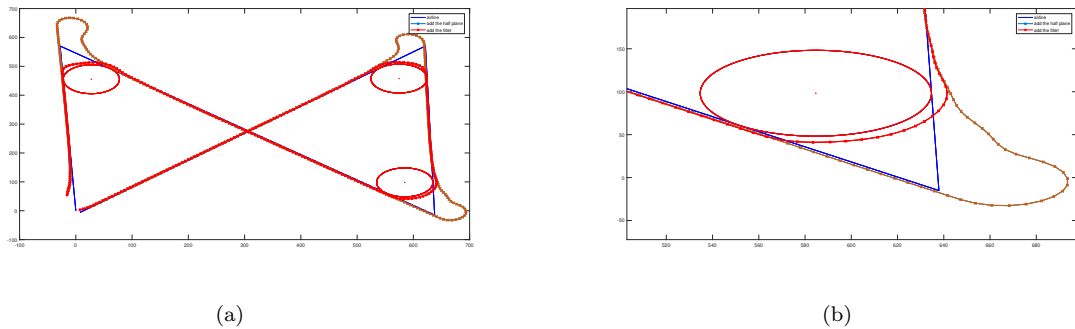 700
600
500
400
300
200
100
0
-100
-100 0 100 200 300 400 500 600 700
airline
add the half plane
add the fillet
(a)
150
100
50
0
-50
520 540 560 580 600 620 640 660 680
airline
add the half plane
add the fillet
(b)